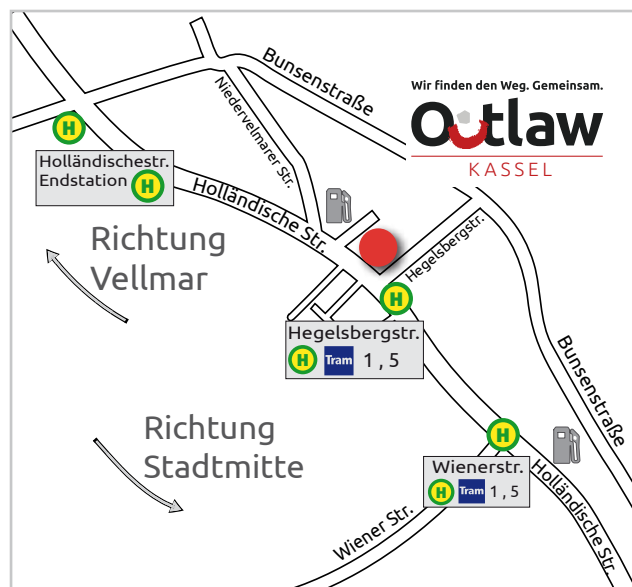 Wir finden den Weg. Gemeinsam.
Outlaw
KASSEL
Bunsenstraße
Niedervelmarer Str.
H
Holländischestr.
Endstation H
Holländische Str.
Richtung
Vellmar
Hegelsbergstr.
H
Hegelsbergstr.
H Tram 1 , 5
Bunsenstraße
Richtung
Stadtmitte
H
Wienerstr.
H Tram 1 , 5
Holländische Str.
Wiener Str.